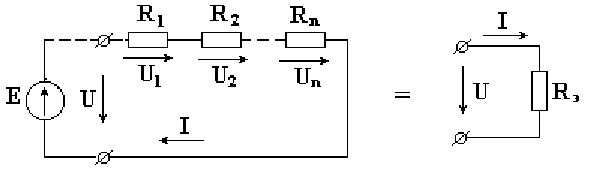 R₁ R₂ Rₙ I
U₁ U₂ Uₙ
E U = U Rэ
I